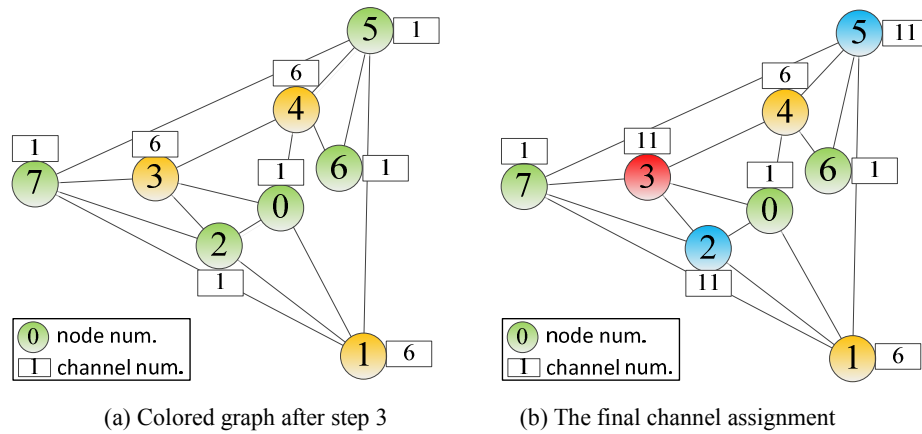 5 1
6
4
1 6
7 3 1 6 1
0
2
1
1 6
0 node num.
1 channel num.
(a) Colored graph after step 3
5 11
6
4
1 11
7 3 1 6 1
0
2
11
1 6
0 node num.
1 channel num.
(b) The final channel assignment